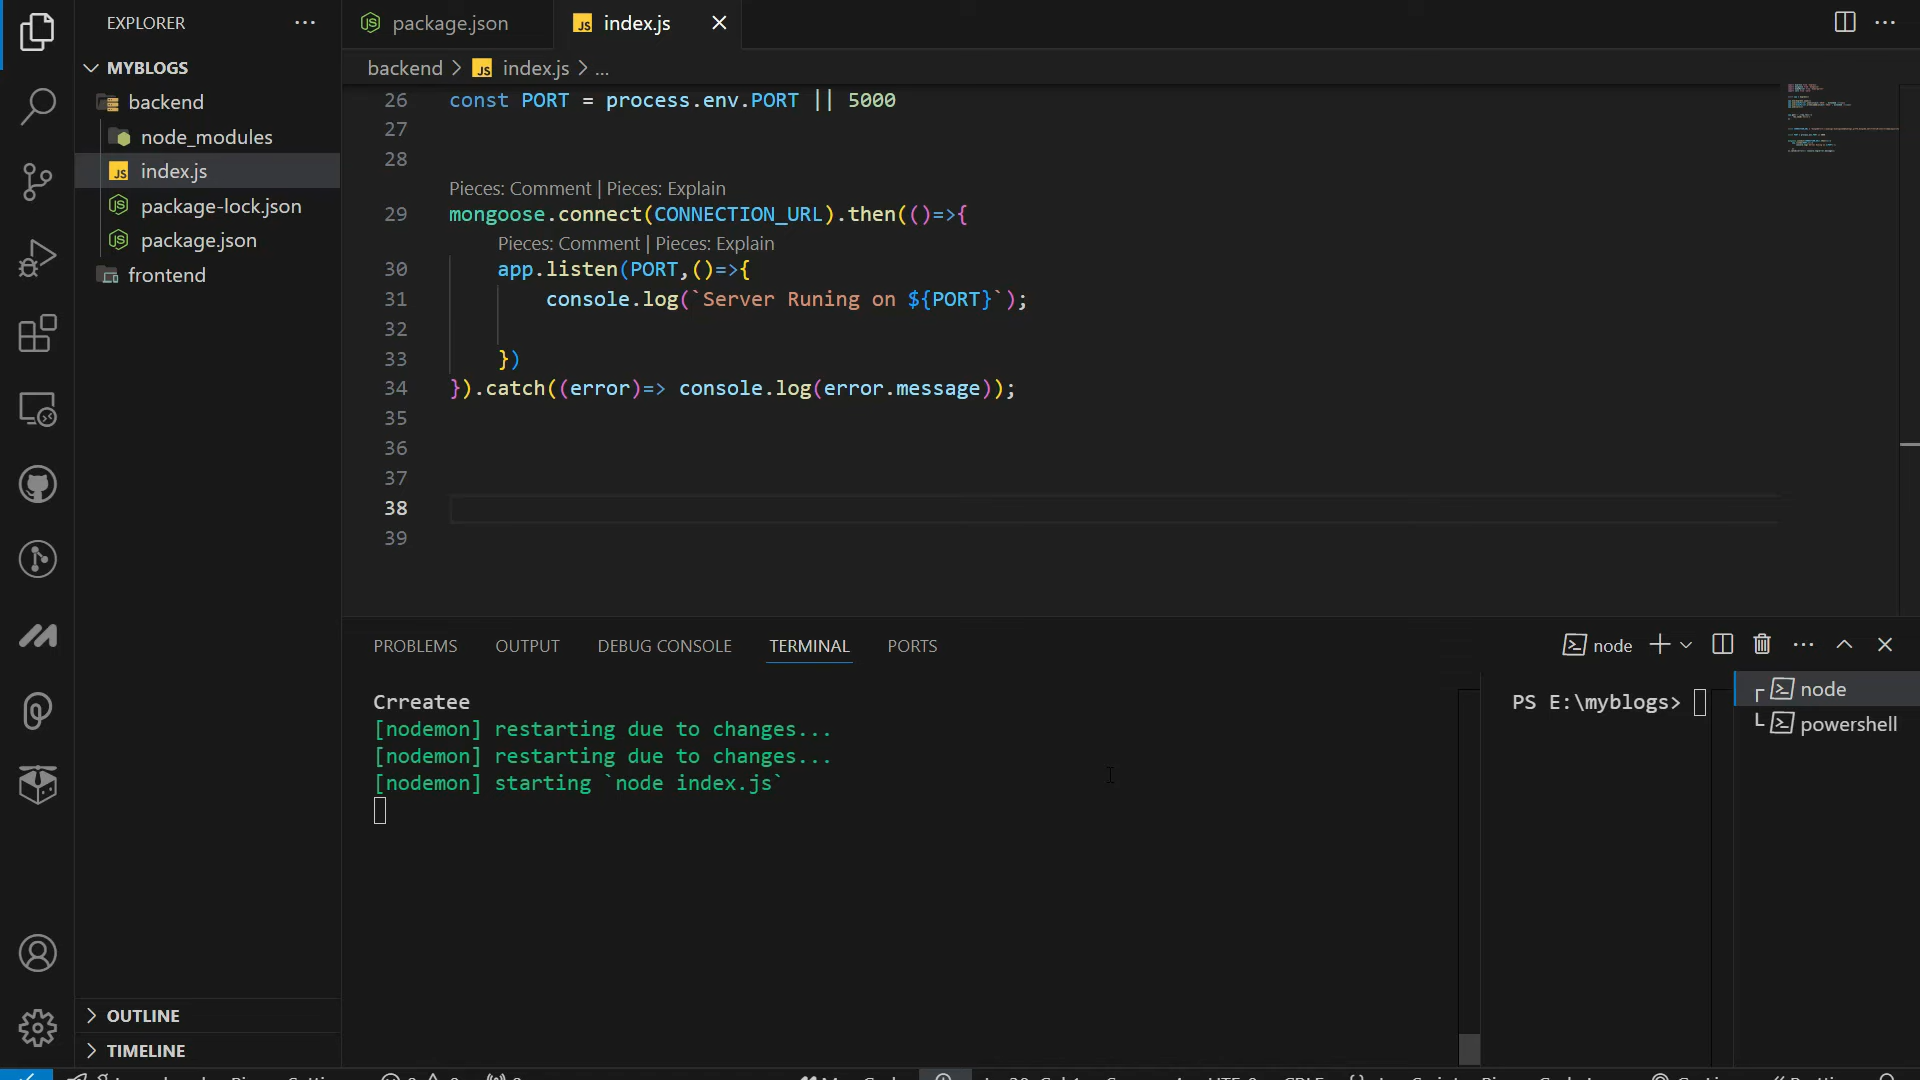 EXPLORER
MYBLOGS
backend
node_modules
index.js
package-lock.json
package.json
frontend
OUTLINE
TIMELINE
package.json
index.js
backend > index.js > ...
26 const PORT = process.env.PORT || 5000
27
28
Pieces: Comment | Pieces: Explain
29 mongoose.connect(CONNECTION_URL).then(()=>{
Pieces: Comment | Pieces: Explain
30 app.listen(PORT,()=>{
31 console.log(`Server Runing on ${PORT}`);
32
33 })
34 }).catch((error)=> console.log(error.message));
35
36
37
38
39
PROBLEMS OUTPUT DEBUG CONSOLE TERMINAL PORTS
node
Crreatee
[nodemon] restarting due to changes...
[nodemon] restarting due to changes...
[nodemon] starting `node index.js`
PS E:\myblogs>
node
powershell